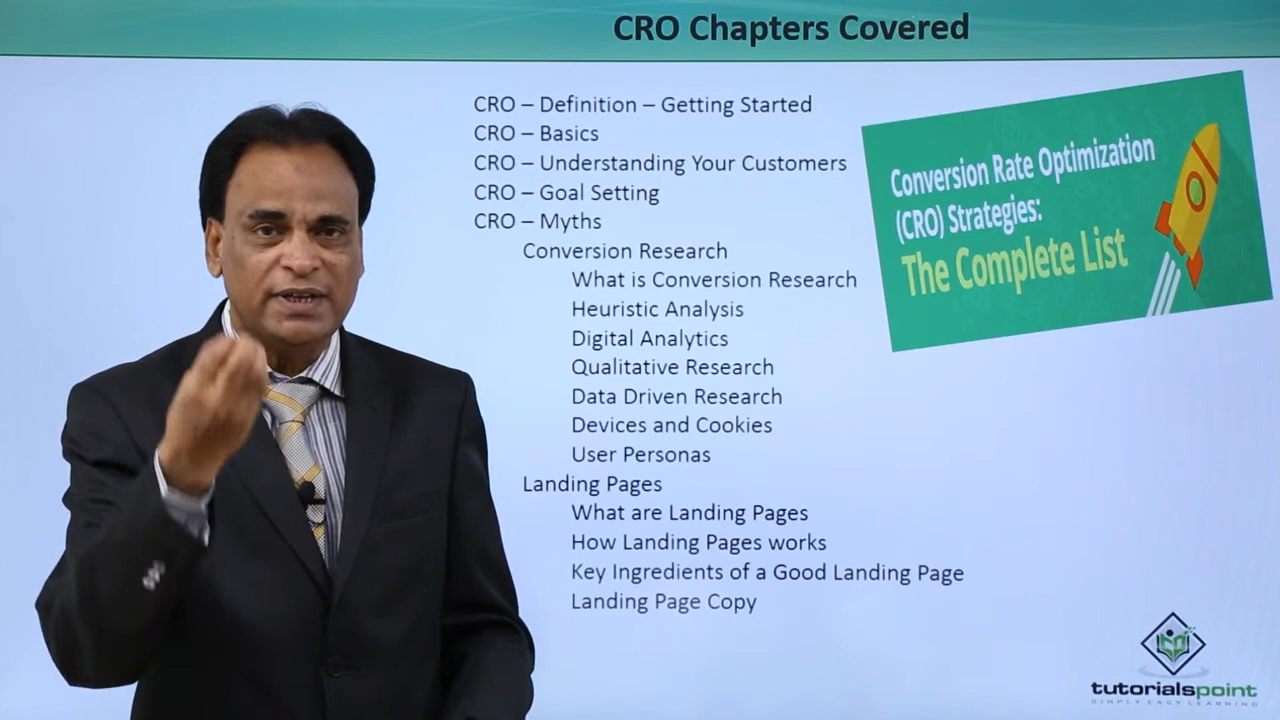 CRO Chapters Covered
CRO – Definition – Getting Started
CRO – Basics
CRO – Understanding Your Customers
CRO – Goal Setting
CRO – Myths
Conversion Research
What is Conversion Research
Heuristic Analysis
Digital Analytics
Qualitative Research
Data Driven Research
Devices and Cookies
User Personas
Landing Pages
What are Landing Pages
How Landing Pages works
Key Ingredients of a Good Landing Page
Landing Page Copy
Conversion Rate Optimization
(CRO) Strategies:
The Complete List
tutorialspoint
SIMPLY EASY LEARNING